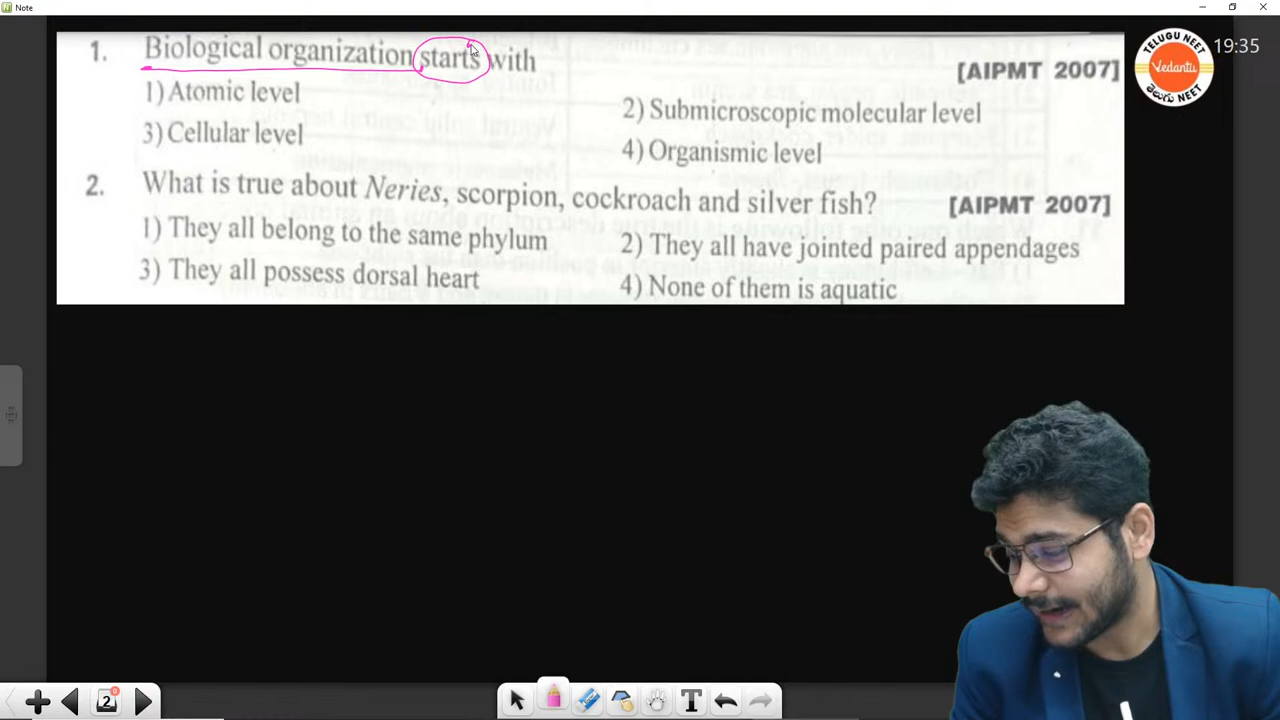 Note
1. Biological organization starts with
[AIPMT 2007]
1) Atomic level
2) Submicroscopic molecular level
3) Cellular level
4) Organismic level
2. What is true about Neries, scorpion, cockroach and silver fish?
[AIPMT 2007]
1) They all belong to the same phylum
2) They all have jointed paired appendages
3) They all possess dorsal heart
4) None of them is aquatic
TELUGU NEET
Vedantu
తెలుగు NEET
19:35
2
0
T